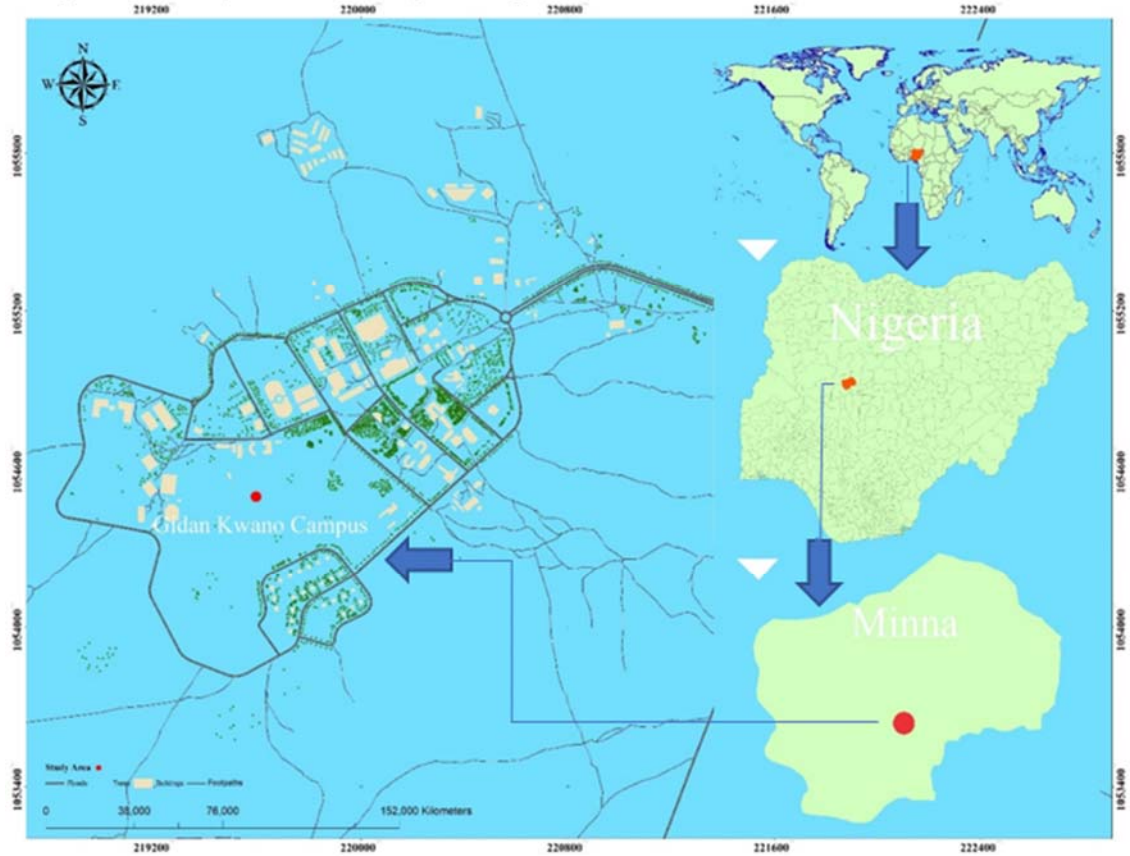 219200 220000 220800 221600 222400
N
W E
S
1055800 1055800
Nigeria
1055200 1055200
1054600 1054600
Gidan Kwano Campus
Minna
1054000 1054000
Study Area
Roads Trees Buildings Footpaths
1053400 1053400
0 38,000 76,000 152,000 Kilometers
219200 220000 220800 221600 222400